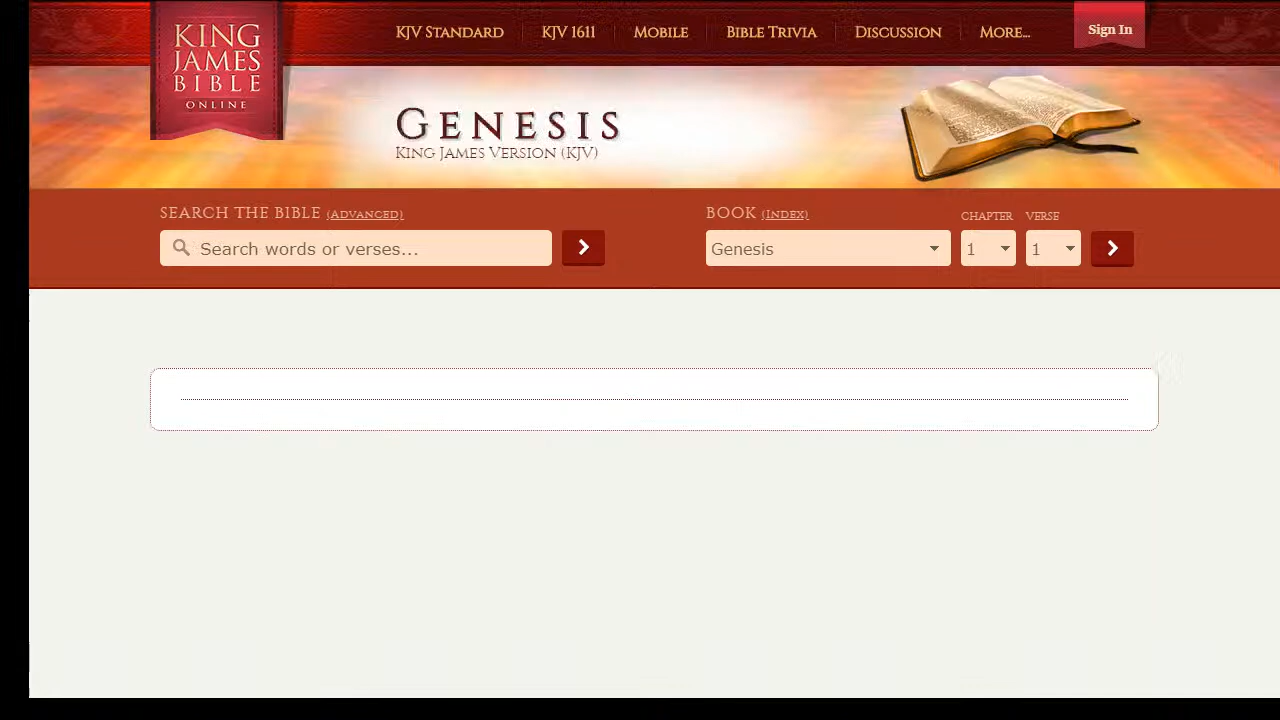 KING
JAMES
BIBLE
ONLINE
KJV STANDARD
KJV 1611
MOBILE
BIBLE TRIVIA
DISCUSSION
MORE...
Sign In
GENESIS
KING JAMES VERSION (KJV)
SEARCH THE BIBLE (ADVANCED)
Search words or verses...
BOOK (INDEX)
CHAPTER
VERSE
Genesis
1
1